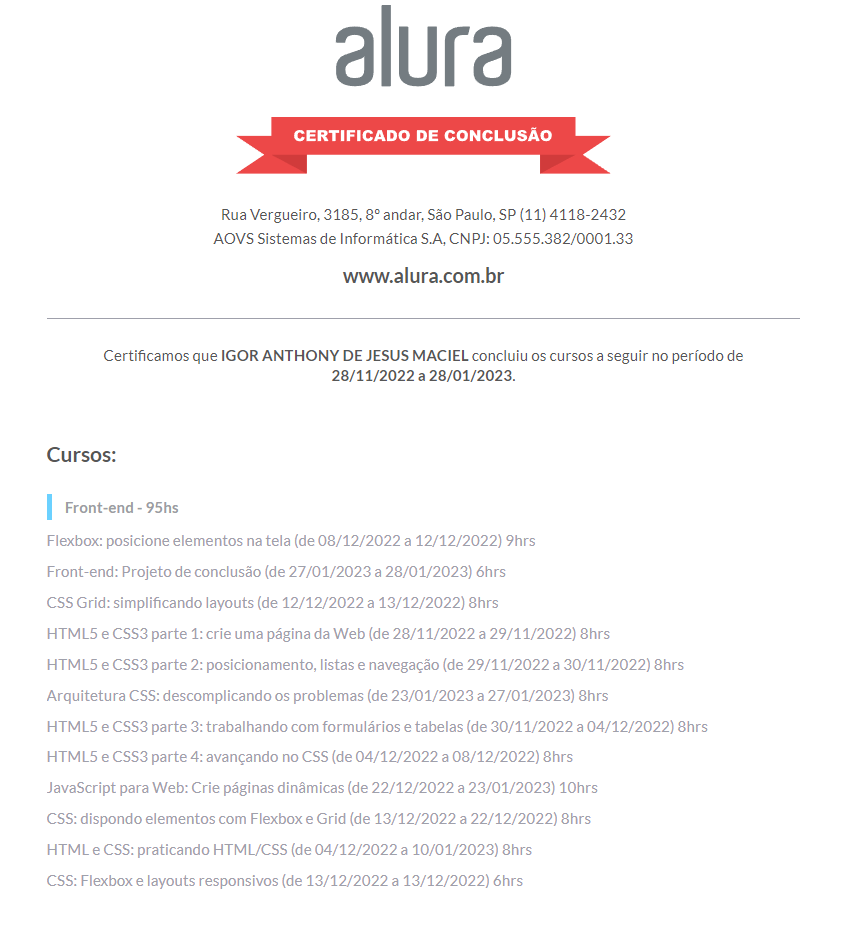 alura
CERTIFICADO DE CONCLUSÃO
Rua Vergueiro, 3185, 8º andar, São Paulo, SP (11) 4118-2432
AOVS Sistemas de Informática S.A, CNPJ: 05.555.382/0001.33
www.alura.com.br
Certificamos que IGOR ANTHONY DE JESUS MACIEL concluiu os cursos a seguir no período de
28/11/2022 a 28/01/2023.
Cursos:
Front-end - 95hs
Flexbox: posicione elementos na tela (de 08/12/2022 a 12/12/2022) 9hrs
Front-end: Projeto de conclusão (de 27/01/2023 a 28/01/2023) 6hrs
CSS Grid: simplificando layouts (de 12/12/2022 a 13/12/2022) 8hrs
HTML5 e CSS3 parte 1: crie uma página da Web (de 28/11/2022 a 29/11/2022) 8hrs
HTML5 e CSS3 parte 2: posicionamento, listas e navegação (de 29/11/2022 a 30/11/2022) 8hrs
Arquitetura CSS: descomplicando os problemas (de 23/01/2023 a 27/01/2023) 8hrs
HTML5 e CSS3 parte 3: trabalhando com formulários e tabelas (de 30/11/2022 a 04/12/2022) 8hrs
HTML5 e CSS3 parte 4: avançando no CSS (de 04/12/2022 a 08/12/2022) 8hrs
JavaScript para Web: Crie páginas dinâmicas (de 22/12/2022 a 23/01/2023) 10hrs
CSS: dispondo elementos com Flexbox e Grid (de 13/12/2022 a 22/12/2022) 8hrs
HTML e CSS: praticando HTML/CSS (de 04/12/2022 a 10/01/2023) 8hrs
CSS: Flexbox e layouts responsivos (de 13/12/2022 a 13/12/2022) 6hrs